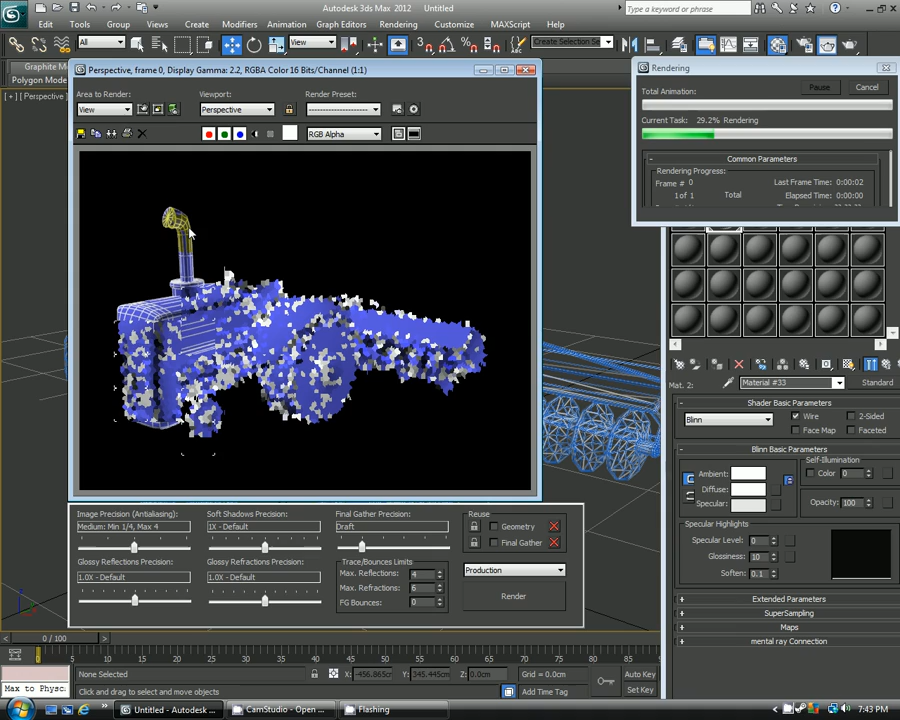 Autodesk 3ds Max 2012 Untitled
Type a keyword or phrase
Edit Tools Group Views Create Modifiers Animation Graph Editors Rendering Customize MAXScript Help
All View Create Selection Se
Graphite M
Polygon Model
[ + ] [ Perspective ]
Perspective, frame 0, Display Gamma: 2.2, RGBA Color 16 Bits/Channel (1:1)
Area to Render: Viewport: Render Preset:
View Perspective
RGB Alpha
Rendering
Total Animation: Pause Cancel
Current Task: 29.2% Rendering
Common Parameters
Rendering Progress:
Frame # 0 Last Frame Time: 0:00:02
1 of 1 Total Elapsed Time: 0:00:00
Mat. 2: Material #33 Standard
Shader Basic Parameters
Blinn Wire 2-Sided
Face Map Faceted
Blinn Basic Parameters
Self-Illumination
Ambient: Color 0
Diffuse:
Specular: Opacity: 100
Specular Highlights
Specular Level: 0
Glossiness: 10
Soften: 0.1
Extended Parameters
SuperSampling
Maps
mental ray Connection
Image Precision (Antialiasing): Soft Shadows Precision: Final Gather Precision: Reuse
Medium: Min 1/4, Max 4 1X - Default Draft Geometry
Final Gather
Glossy Reflections Precision: Glossy Refractions Precision: Trace/Bounces Limits
1.0X - Default 1.0X - Default Max. Reflections: 4 Production
Max. Refractions: 6
FG Bounces: 0 Render
0 / 100
0 5 10 15 20 25 30 35 40 45 50 55 60 65 70 75 80 85
None Selected X: -456.865cm Y: 345.445cm Z: 0.0cm Grid = 0.0cm Auto Key
Max to Physc Click and drag to select and move objects Add Time Tag Set Key
Untitled - Autodesk ... CamStudio - Open ... Flashing 7:43 PM